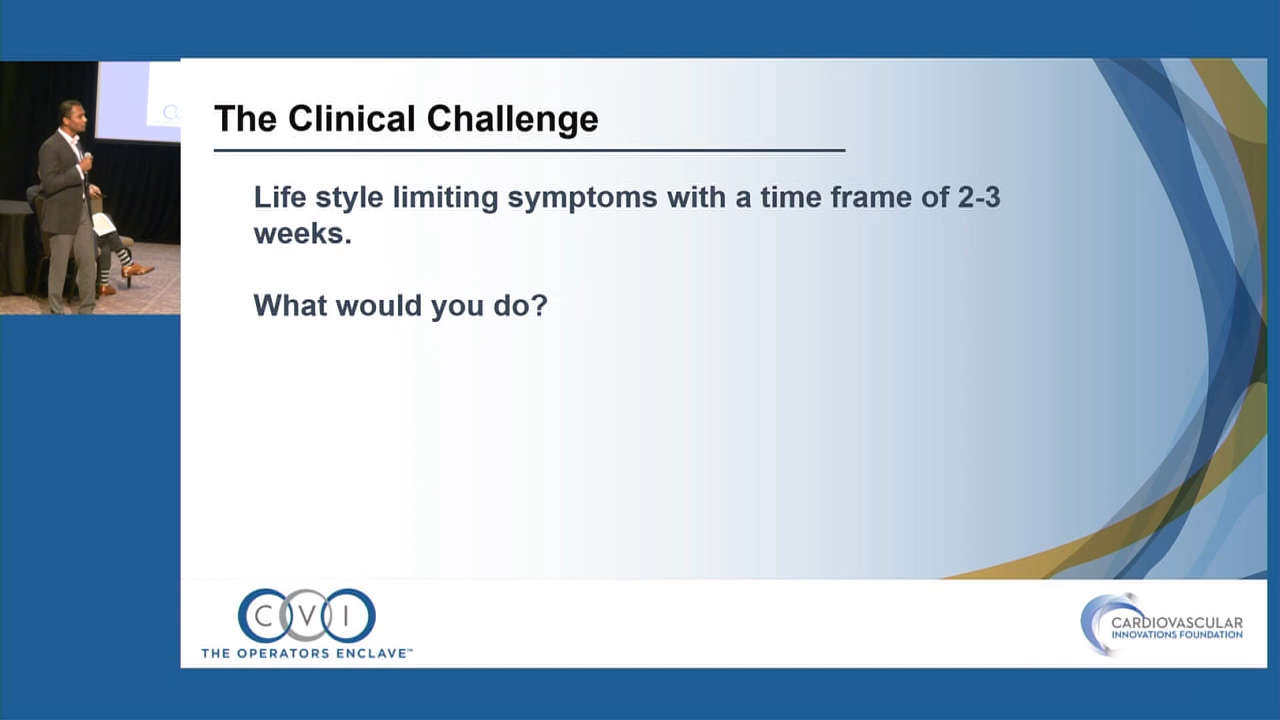 The Clinical Challenge
Life style limiting symptoms with a time frame of 2-3
weeks.
What would you do?
C V I
THE OPERATORS ENCLAVE™
CARDIOVASCULAR
INNOVATIONS FOUNDATION